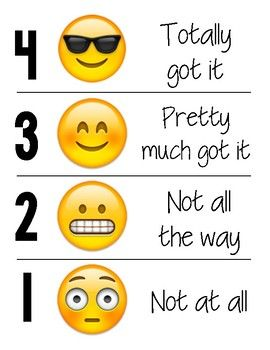 4
Totally
got it
3
Pretty
much got it
2
Not all
the way
1
Not at all